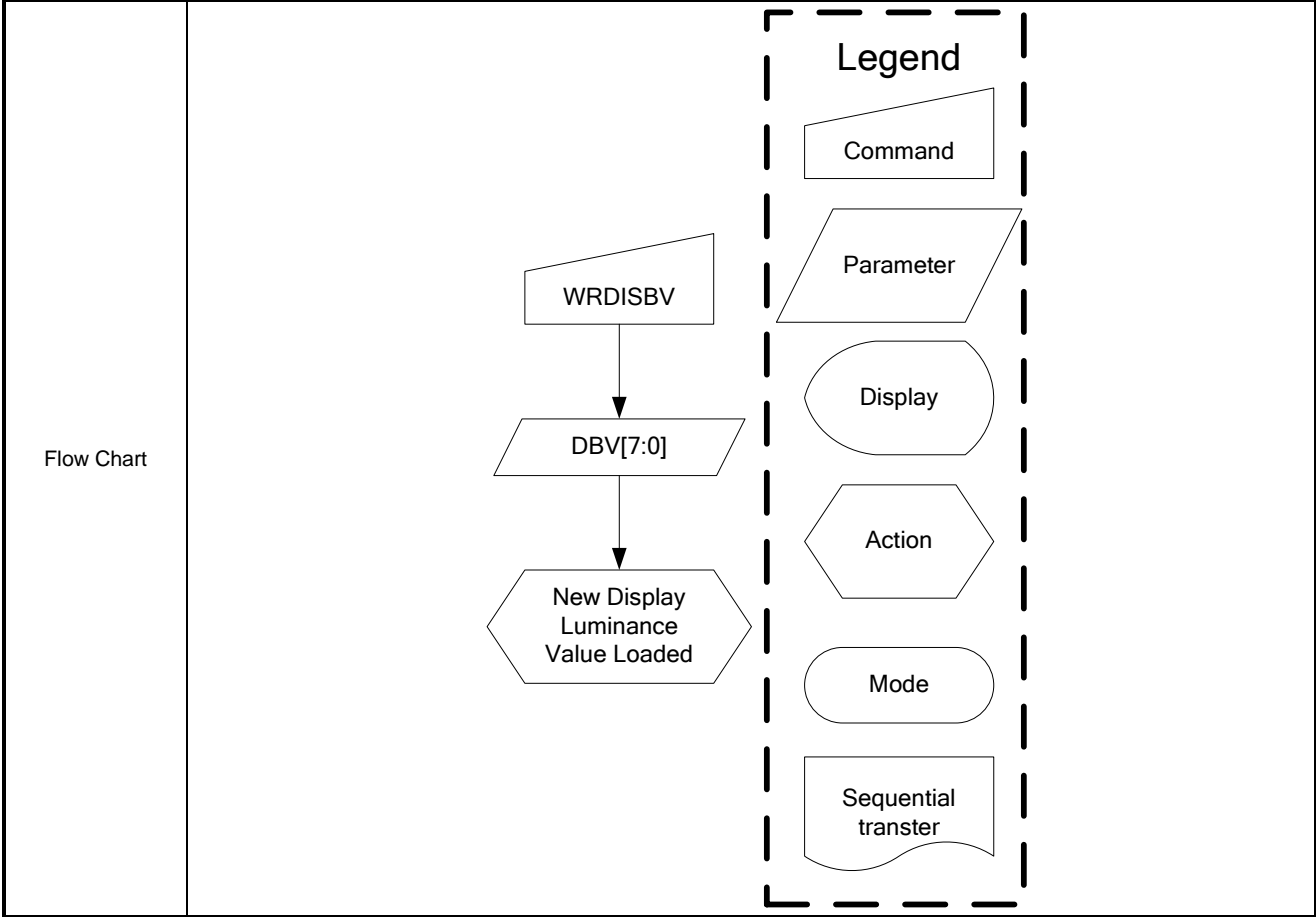 Flow Chart
WRDISBV
DBV[7:0]
New Display
Luminance
Value Loaded
Legend
Command
Parameter
Display
Action
Mode
Sequential
transter